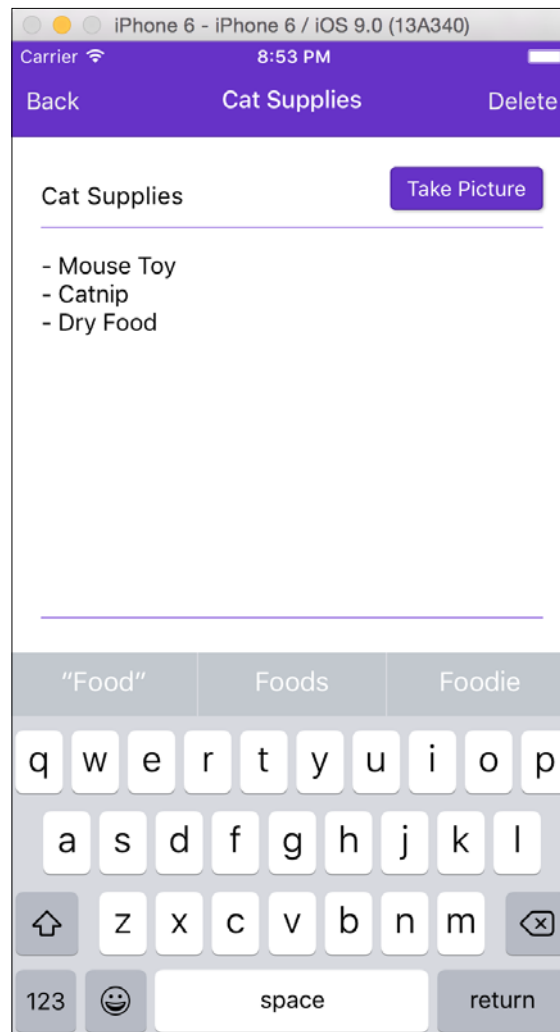 iPhone 6 - iPhone 6 / iOS 9.0 (13A340)
Carrier 8:53 PM
Back Cat Supplies Delete
Cat Supplies Take Picture
- Mouse Toy
- Catnip
- Dry Food
“Food” Foods Foodie
q w e r t y u i o p
a s d f g h j k l
z x c v b n m
123 space return